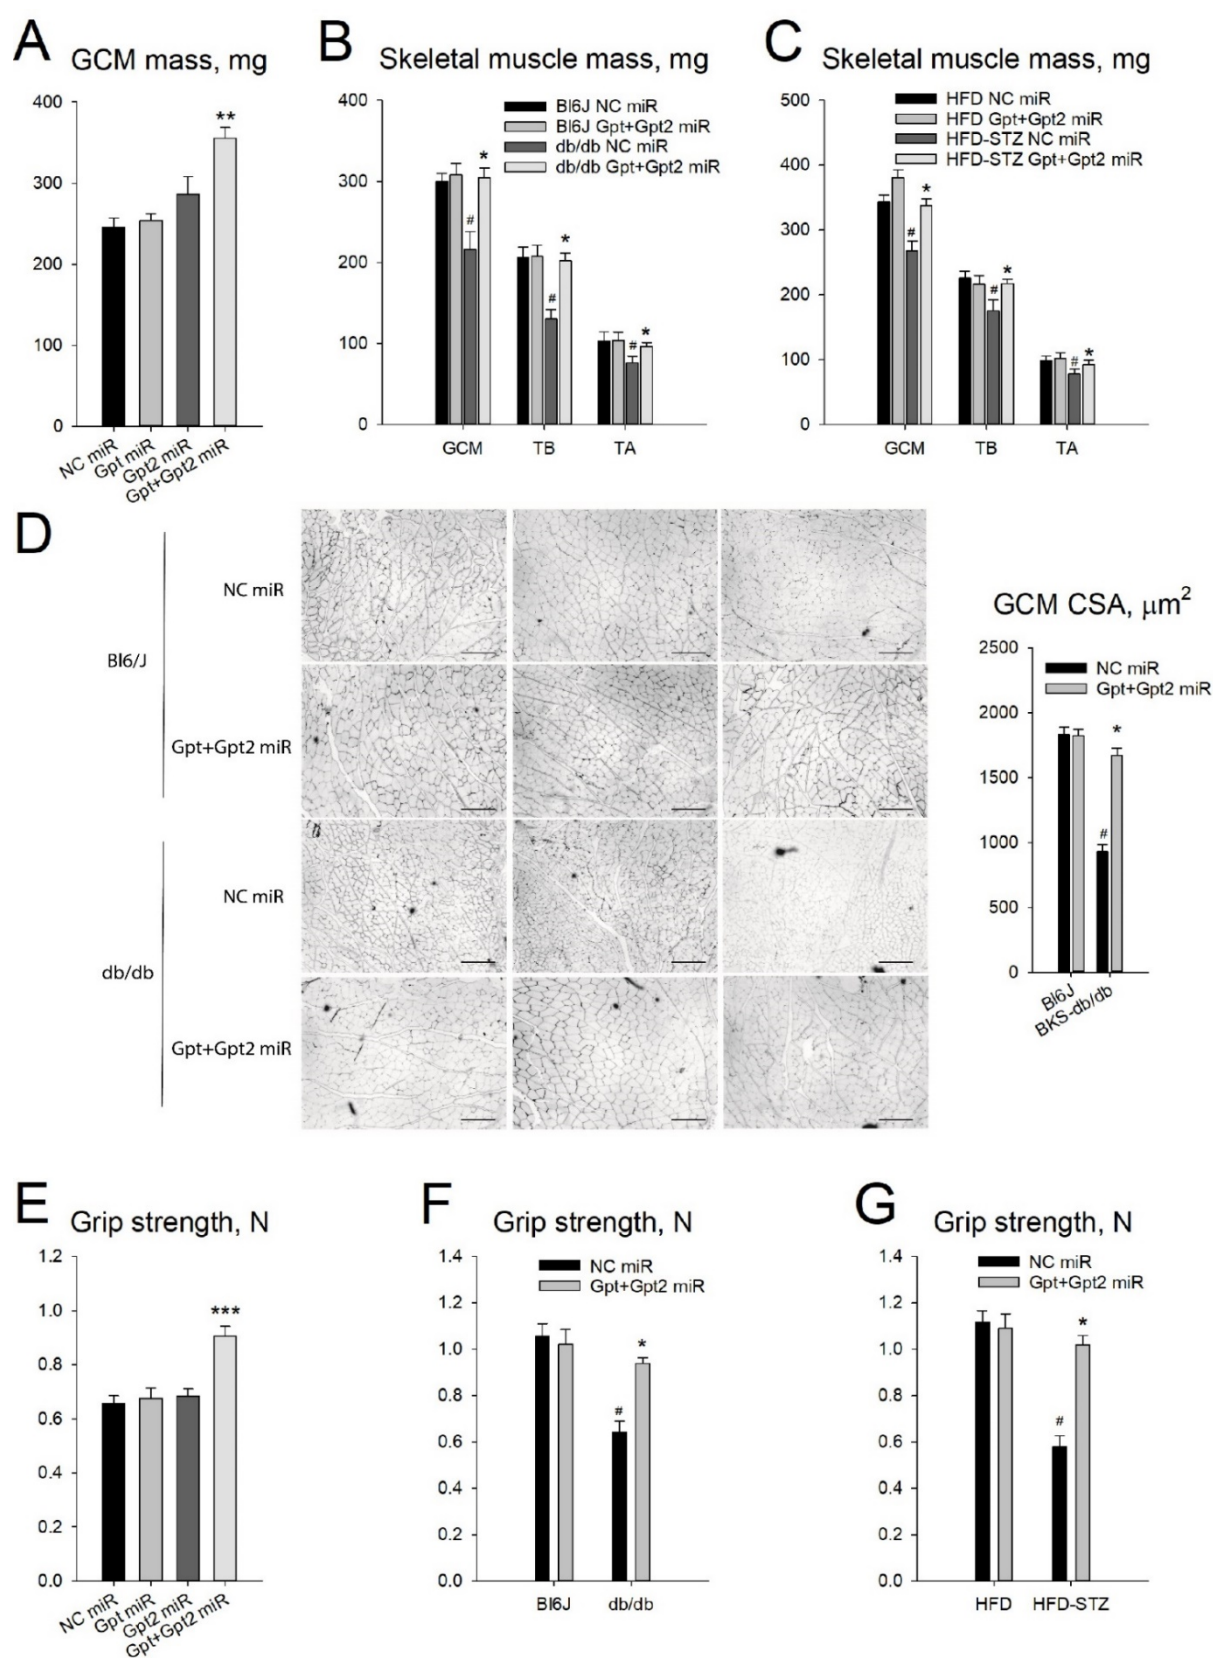 A
GCM mass, mg
400
300
200
100
0
**
NC miR
Gpt miR
Gpt2 miR
Gpt+Gpt2 miR
B
Skeletal muscle mass, mg
400
300
200
100
0
Bl6J NC miR
Bl6J Gpt+Gpt2 miR
db/db NC miR
db/db Gpt+Gpt2 miR
#
*
#
*
#
*
GCM
TB
TA
C
Skeletal muscle mass, mg
500
400
300
200
100
0
HFD NC miR
HFD Gpt+Gpt2 miR
HFD-STZ NC miR
HFD-STZ Gpt+Gpt2 miR
#
*
#
*
#
*
GCM
TB
TA
D
Bl6/J
NC miR
Gpt+Gpt2 miR
db/db
NC miR
Gpt+Gpt2 miR
GCM CSA, μm²
2500
2000
1500
1000
500
0
NC miR
Gpt+Gpt2 miR
#
*
Bl6J
BKS-db/db
E
Grip strength, N
1.2
1.0
0.8
0.6
0.4
0.2
0.0
***
NC miR
Gpt miR
Gpt2 miR
Gpt+Gpt2 miR
F
Grip strength, N
1.4
1.2
1.0
0.8
0.6
0.4
0.2
0.0
NC miR
Gpt+Gpt2 miR
#
*
Bl6J
db/db
G
Grip strength, N
1.4
1.2
1.0
0.8
0.6
0.4
0.2
0.0
NC miR
Gpt+Gpt2 miR
#
*
HFD
HFD-STZ